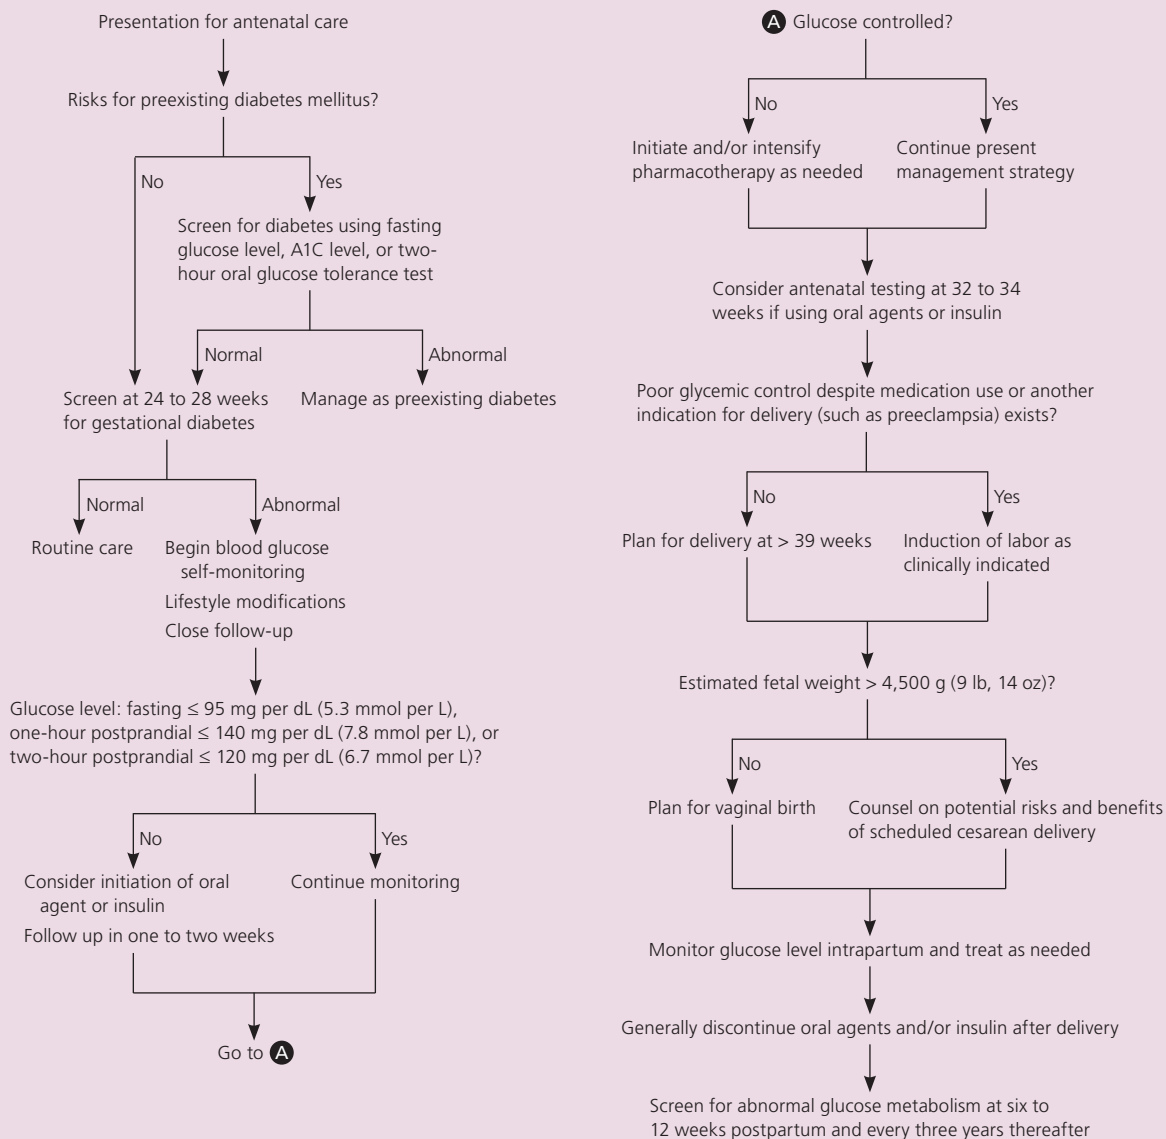 Presentation for antenatal care
Risks for preexisting diabetes mellitus?
No
Yes
Screen for diabetes using fasting
glucose level, A1C level, or two-
hour oral glucose tolerance test
Normal
Abnormal
Screen at 24 to 28 weeks
for gestational diabetes
Manage as preexisting diabetes
Normal
Abnormal
Routine care
Begin blood glucose
self-monitoring
Lifestyle modifications
Close follow-up
Glucose level: fasting ≤ 95 mg per dL (5.3 mmol per L),
one-hour postprandial ≤ 140 mg per dL (7.8 mmol per L), or
two-hour postprandial ≤ 120 mg per dL (6.7 mmol per L)?
No
Yes
Consider initiation of oral
agent or insulin
Follow up in one to two weeks
Continue monitoring
Go to A
A Glucose controlled?
No
Yes
Initiate and/or intensify
pharmacotherapy as needed
Continue present
management strategy
Consider antenatal testing at 32 to 34
weeks if using oral agents or insulin
Poor glycemic control despite medication use or another
indication for delivery (such as preeclampsia) exists?
No
Yes
Plan for delivery at > 39 weeks
Induction of labor as
clinically indicated
Estimated fetal weight > 4,500 g (9 lb, 14 oz)?
No
Yes
Plan for vaginal birth
Counsel on potential risks and benefits
of scheduled cesarean delivery
Monitor glucose level intrapartum and treat as needed
Generally discontinue oral agents and/or insulin after delivery
Screen for abnormal glucose metabolism at six to
12 weeks postpartum and every three years thereafter